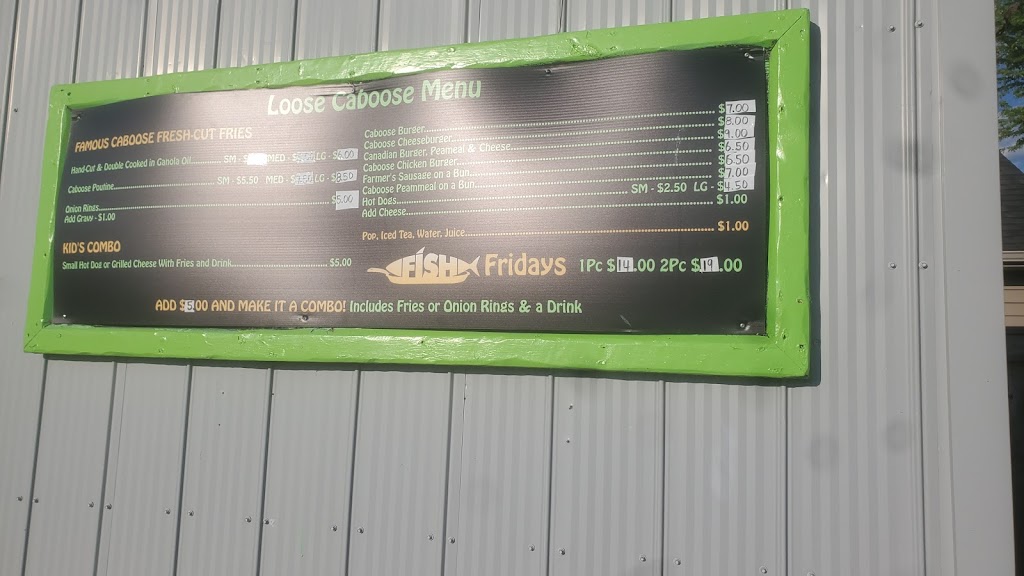 Loose Caboose Menu
FAMOUS CABOOSE FRESH-CUT FRIES
Hand-Cut & Double Cooked in Canola Oil SM - $ MED - $ LG - $6.00
Caboose Poutine SM - $5.50 MED - $ LG - $8.50
Onion Rings $5.00
Add Gravy - $1.00
KID'S COMBO
Small Hot Dog or Grilled Cheese With Fries and Drink $5.00
Caboose Burger $7.00
Caboose Cheeseburger $8.00
Canadian Burger, Peameal & Cheese $9.00
Caboose Chicken Burger $6.50
Farmer's Sausage on a Bun $6.50
Caboose Peammeal on a Bun $7.00
Hot Dogs SM - $2.50 LG - $4.50
Add Cheese $1.00
Pop, Iced Tea, Water, Juice $1.00
FISH Fridays 1Pc $14.00 2Pc $19.00
ADD $5.00 AND MAKE IT A COMBO! Includes Fries or Onion Rings & a Drink